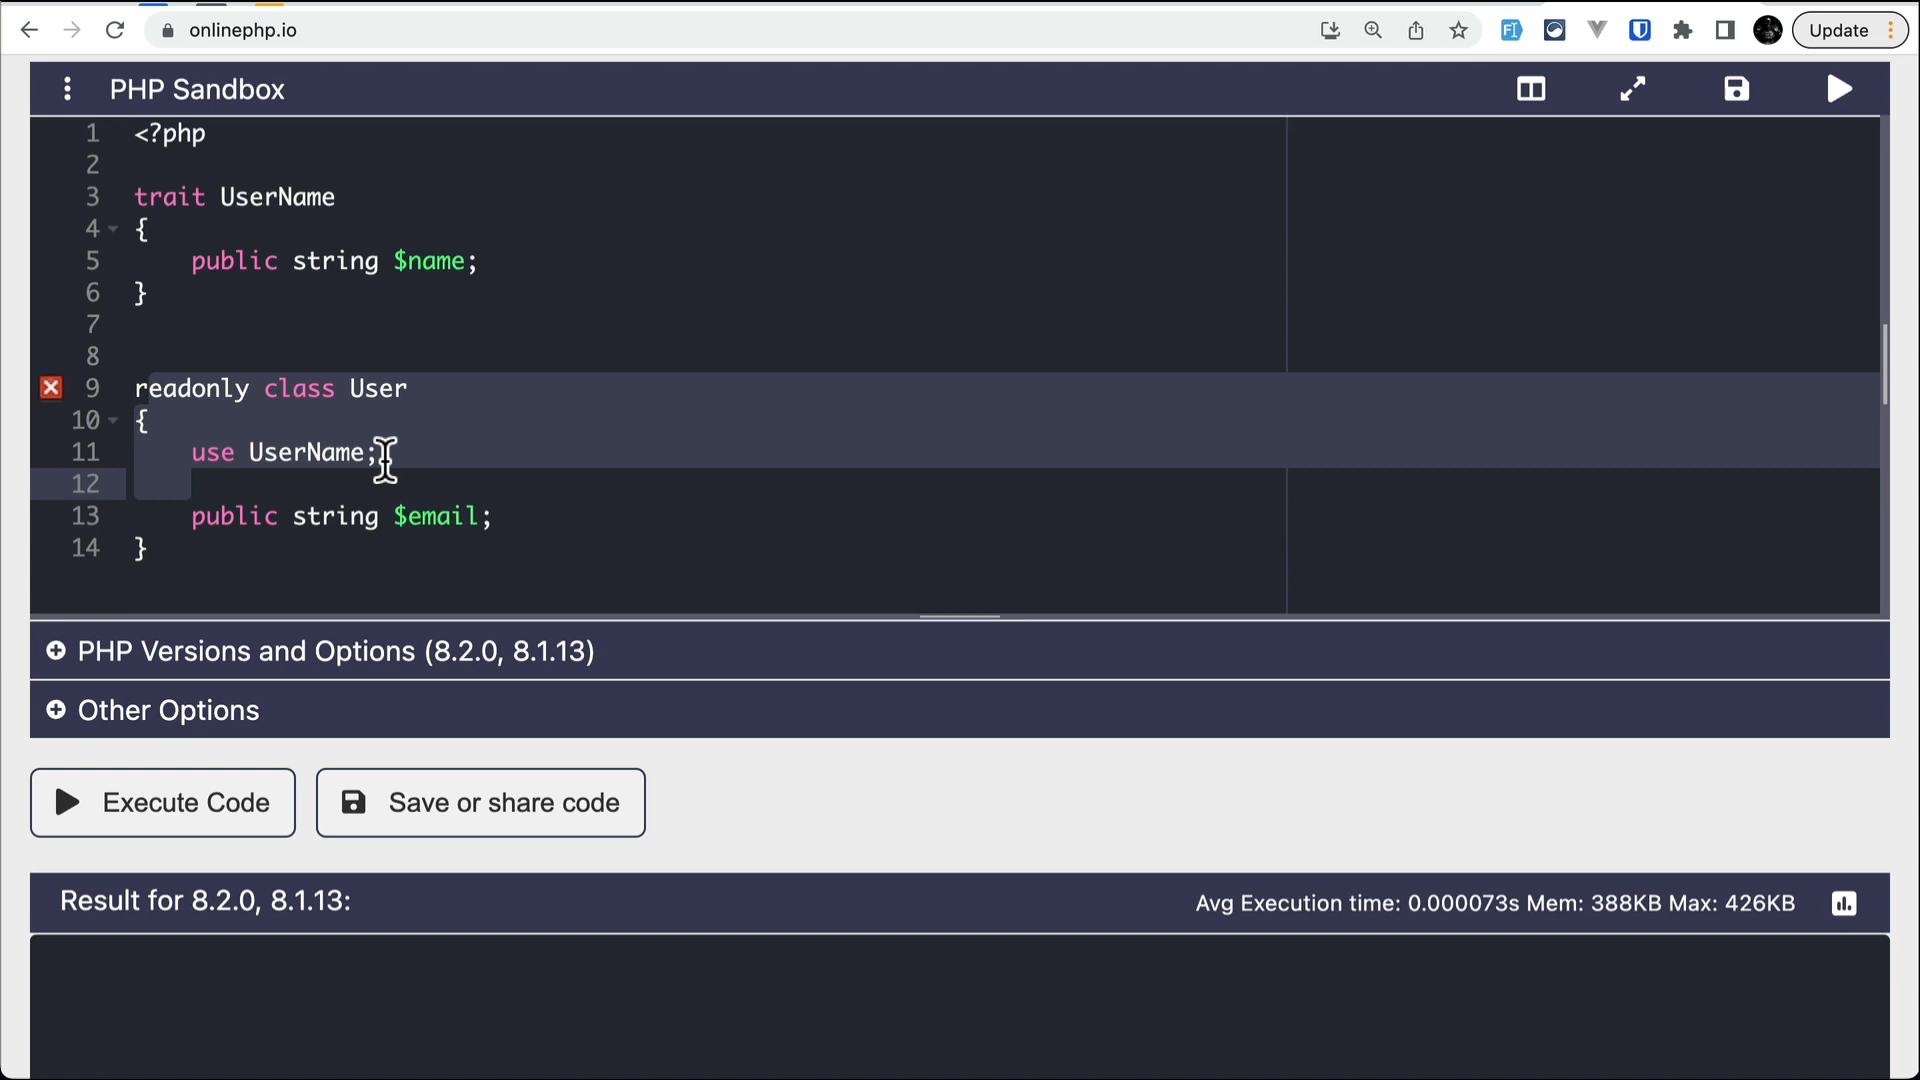 onlinephp.io
Update
PHP Sandbox
1 <?php
2
3 trait UserName
4 {
5 public string $name;
6 }
7
8
9 readonly class User
10 {
11 use UserName;
12
13 public string $email;
14 }
PHP Versions and Options (8.2.0, 8.1.13)
Other Options
Execute Code
Save or share code
Result for 8.2.0, 8.1.13:
Avg Execution time: 0.000073s Mem: 388KB Max: 426KB